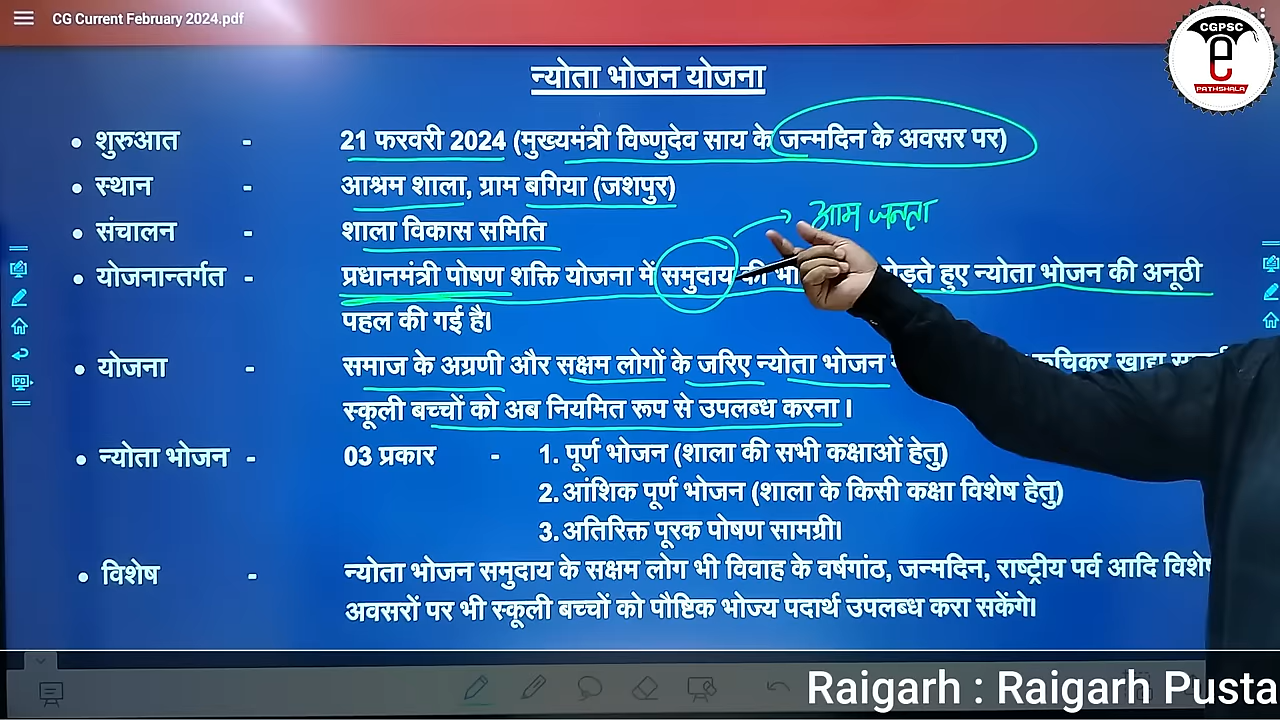 CG Current February 2024.pdf
CGPSC
e
PATHSHALA
न्योता भोजन योजना
• शुरुआत - 21 फरवरी 2024 (मुख्यमंत्री विष्णुदेव साय के जन्मदिन के अवसर पर)
• स्थान - आश्रम शाला, ग्राम बगिया (जशपुर)
आम जनता
• संचालन - शाला विकास समिति
• योजनान्तर्गत - प्रधानमंत्री पोषण शक्ति योजना में समुदाय की हुए न्योता भोजन की अनूठी
पहल की गई है।
• योजना - समाज के अग्रणी और सक्षम लोगों के जरिए न्योता भोजन
स्कूली बच्चों को अब नियमित रूप से उपलब्ध करना ।
• न्योता भोजन - 03 प्रकार - 1. पूर्ण भोजन (शाला की सभी कक्षाओं हेतु)
2. आंशिक पूर्ण भोजन (शाला के किसी कक्षा विशेष हेतु)
3. अतिरिक्त पूरक पोषण सामग्री।
• विशेष - न्योता भोजन समुदाय के सक्षम लोग भी विवाह के वर्षगांठ, जन्मदिन, राष्ट्रीय पर्व आदि
अवसरों पर भी स्कूली बच्चों को पौष्टिक भोज्य पदार्थ उपलब्ध करा सकेंगे।
Raigarh : Raigarh Pusta